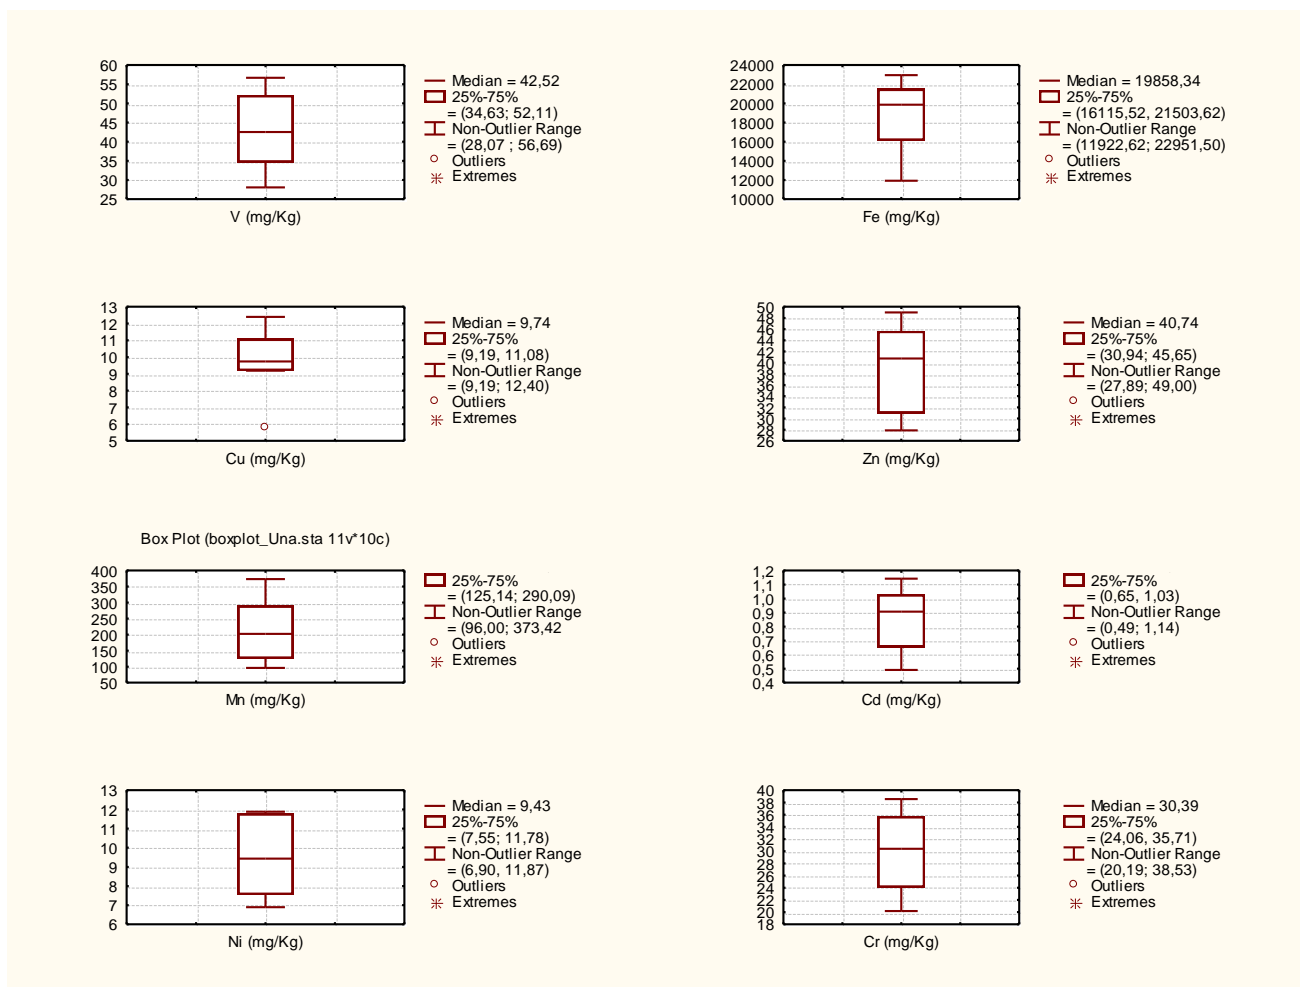 60
55
50
45
40
35
30
25
V (mg/Kg)
Median = 42,52
25%-75%
= (34,63; 52,11)
Non-Outlier Range
= (28,07 ; 56,69)
Outliers
Extremes
24000
22000
20000
18000
16000
14000
12000
10000
Fe (mg/Kg)
Median = 19858,34
25%-75%
= (16115,52, 21503,62)
Non-Outlier Range
= (11922,62; 22951,50)
Outliers
Extremes
13
12
11
10
9
8
7
6
5
Cu (mg/Kg)
Median = 9,74
25%-75%
= (9,19, 11,08)
Non-Outlier Range
= (9,19; 12,40)
Outliers
Extremes
50
48
46
44
42
40
38
36
34
32
30
28
26
Zn (mg/Kg)
Median = 40,74
25%-75%
= (30,94; 45,65)
Non-Outlier Range
= (27,89; 49,00)
Outliers
Extremes
Box Plot (boxplot_Una.sta 11v*10c)
400
350
300
250
200
150
100
50
Mn (mg/Kg)
25%-75%
= (125,14; 290,09)
Non-Outlier Range
= (96,00; 373,42
Outliers
Extremes
1,2
1,1
1,0
0,9
0,8
0,7
0,6
0,5
0,4
Cd (mg/Kg)
25%-75%
= (0,65, 1,03)
Non-Outlier Range
= (0,49; 1,14)
Outliers
Extremes
13
12
11
10
9
8
7
6
Ni (mg/Kg)
Median = 9,43
25%-75%
= (7,55; 11,78)
Non-Outlier Range
= (6,90, 11,87)
Outliers
Extremes
40
38
36
34
32
30
28
26
24
22
20
18
Cr (mg/Kg)
Median = 30,39
25%-75%
= (24,06, 35,71)
Non-Outlier Range
= (20,19; 38,53)
Outliers
Extremes